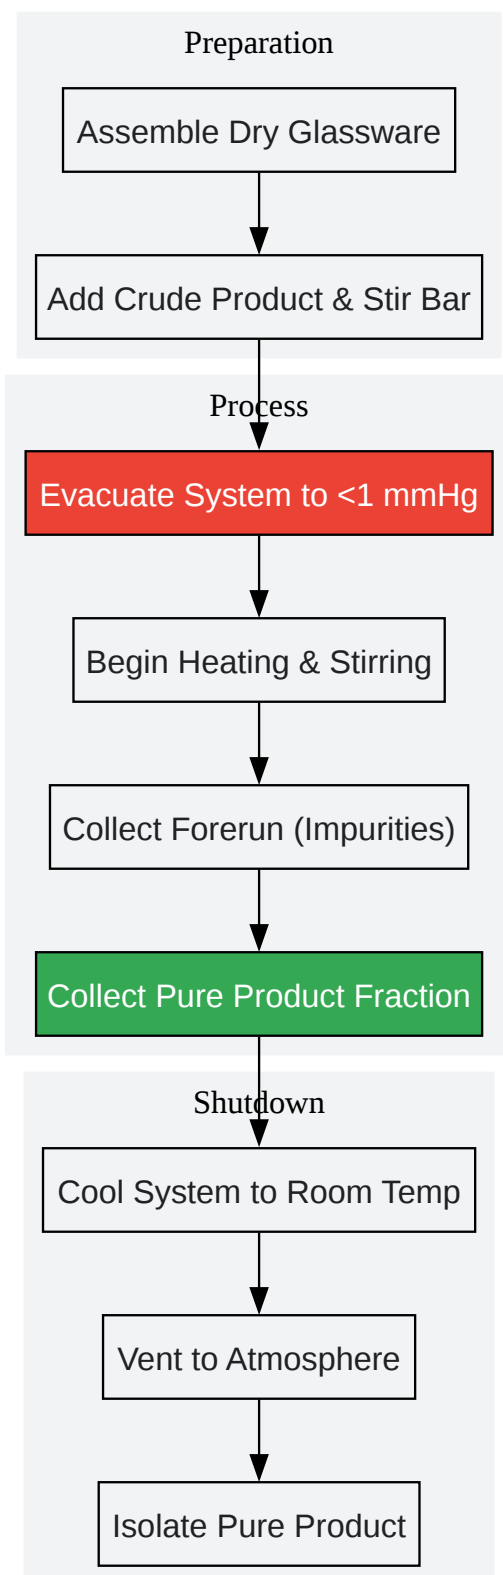 Preparation
Assemble Dry Glassware
Add Crude Product & Stir Bar
Process
Evacuate System to <1 mmHg
Begin Heating & Stirring
Collect Forerun (Impurities)
Collect Pure Product Fraction
Shutdown
Cool System to Room Temp
Vent to Atmosphere
Isolate Pure Product